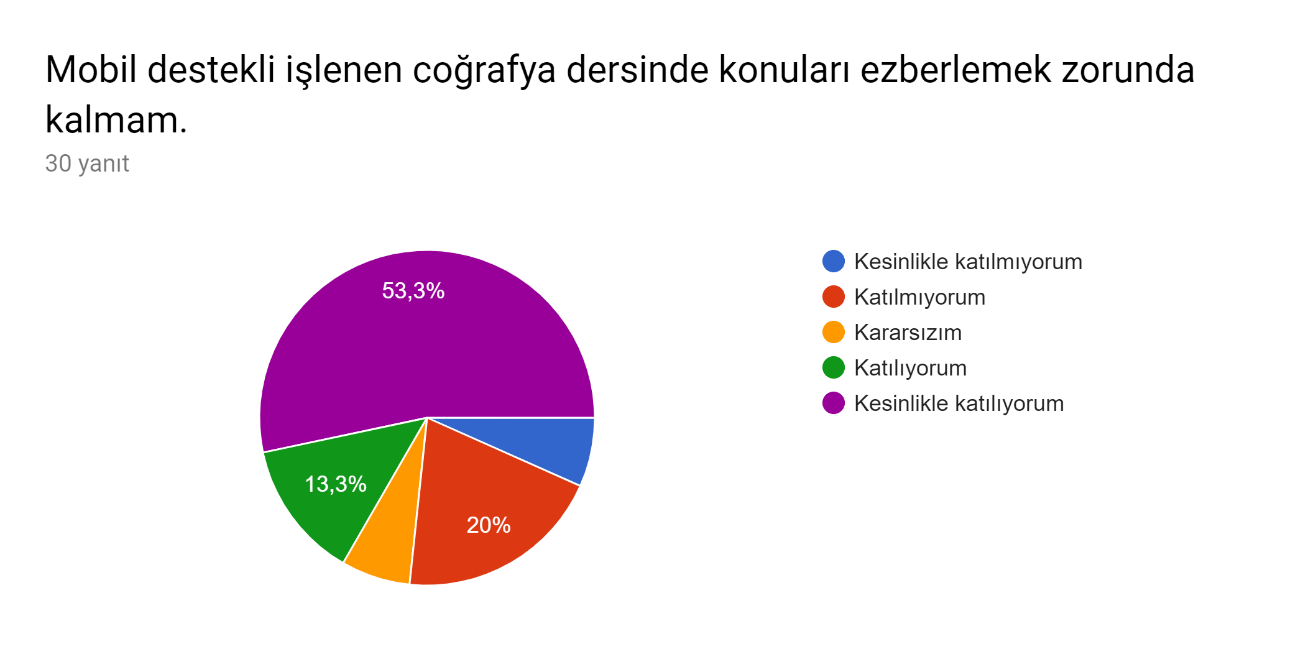 Mobil destekli işlenen coğrafya dersinde konuları ezberlemek zorunda
kalmam.
30 yanıt
53,3%
13,3%
20%
Kesinlikle katılmıyorum
Katılmıyorum
Kararsızım
Katılıyorum
Kesinlikle katılıyorum